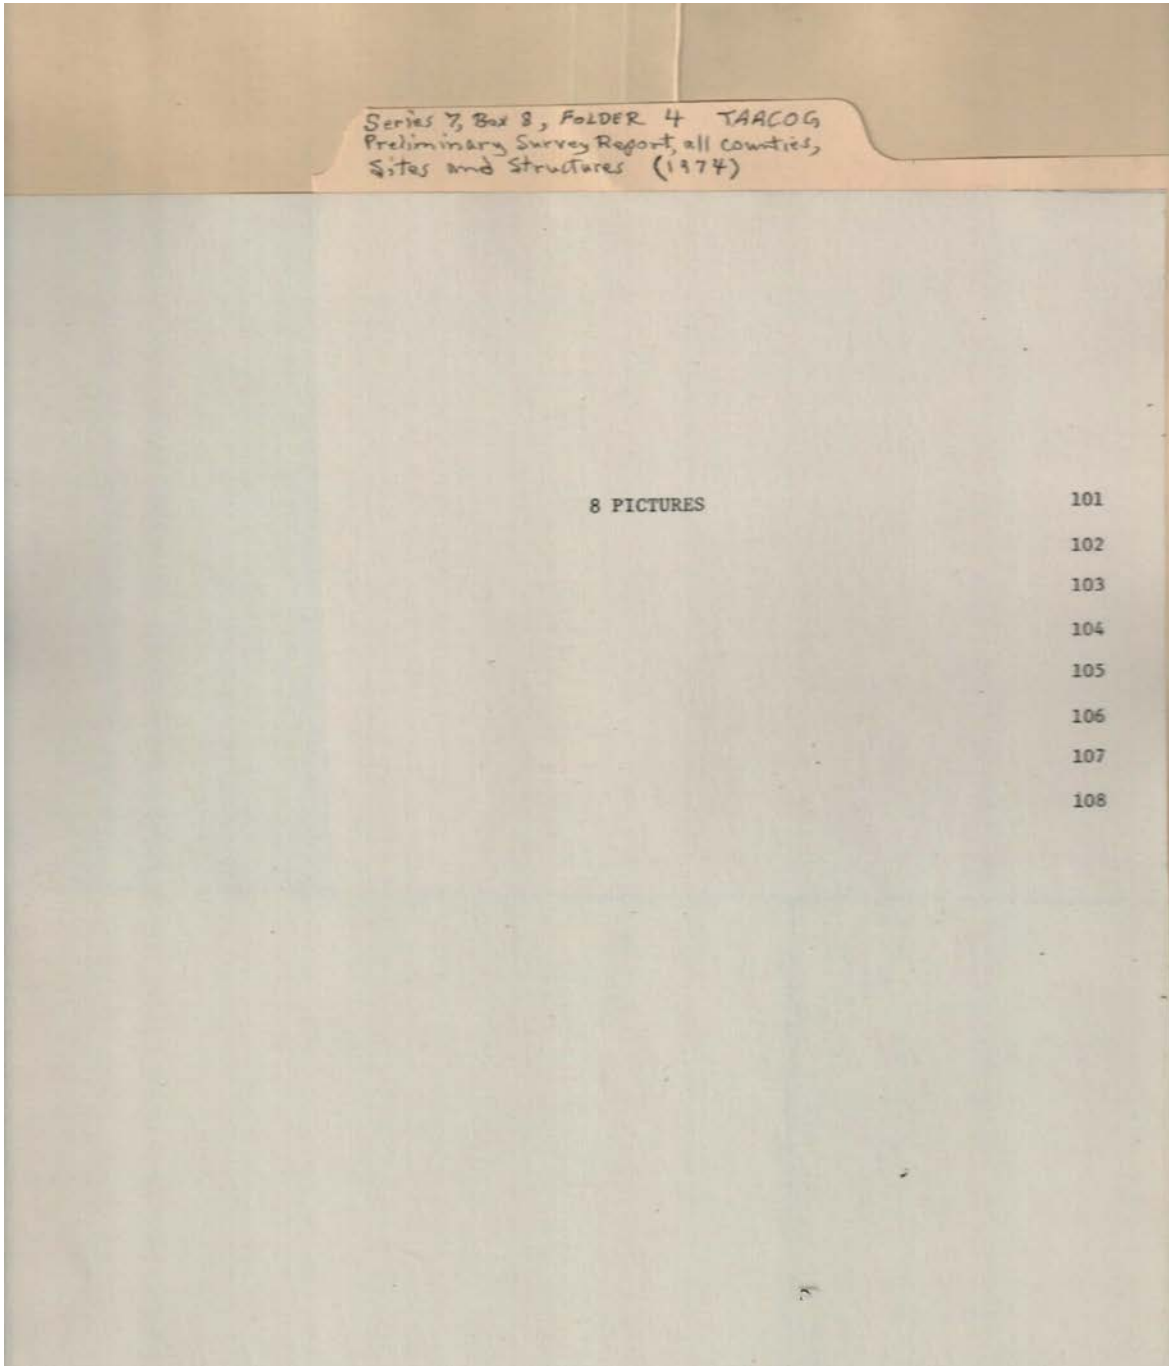 Series 7, Box 8, FOLDER 4 TAACOG
Preliminary Survey Report, all counties,
Sites and Structures (1974)
8 PICTURES 101
102
103
104
105
106
107
108